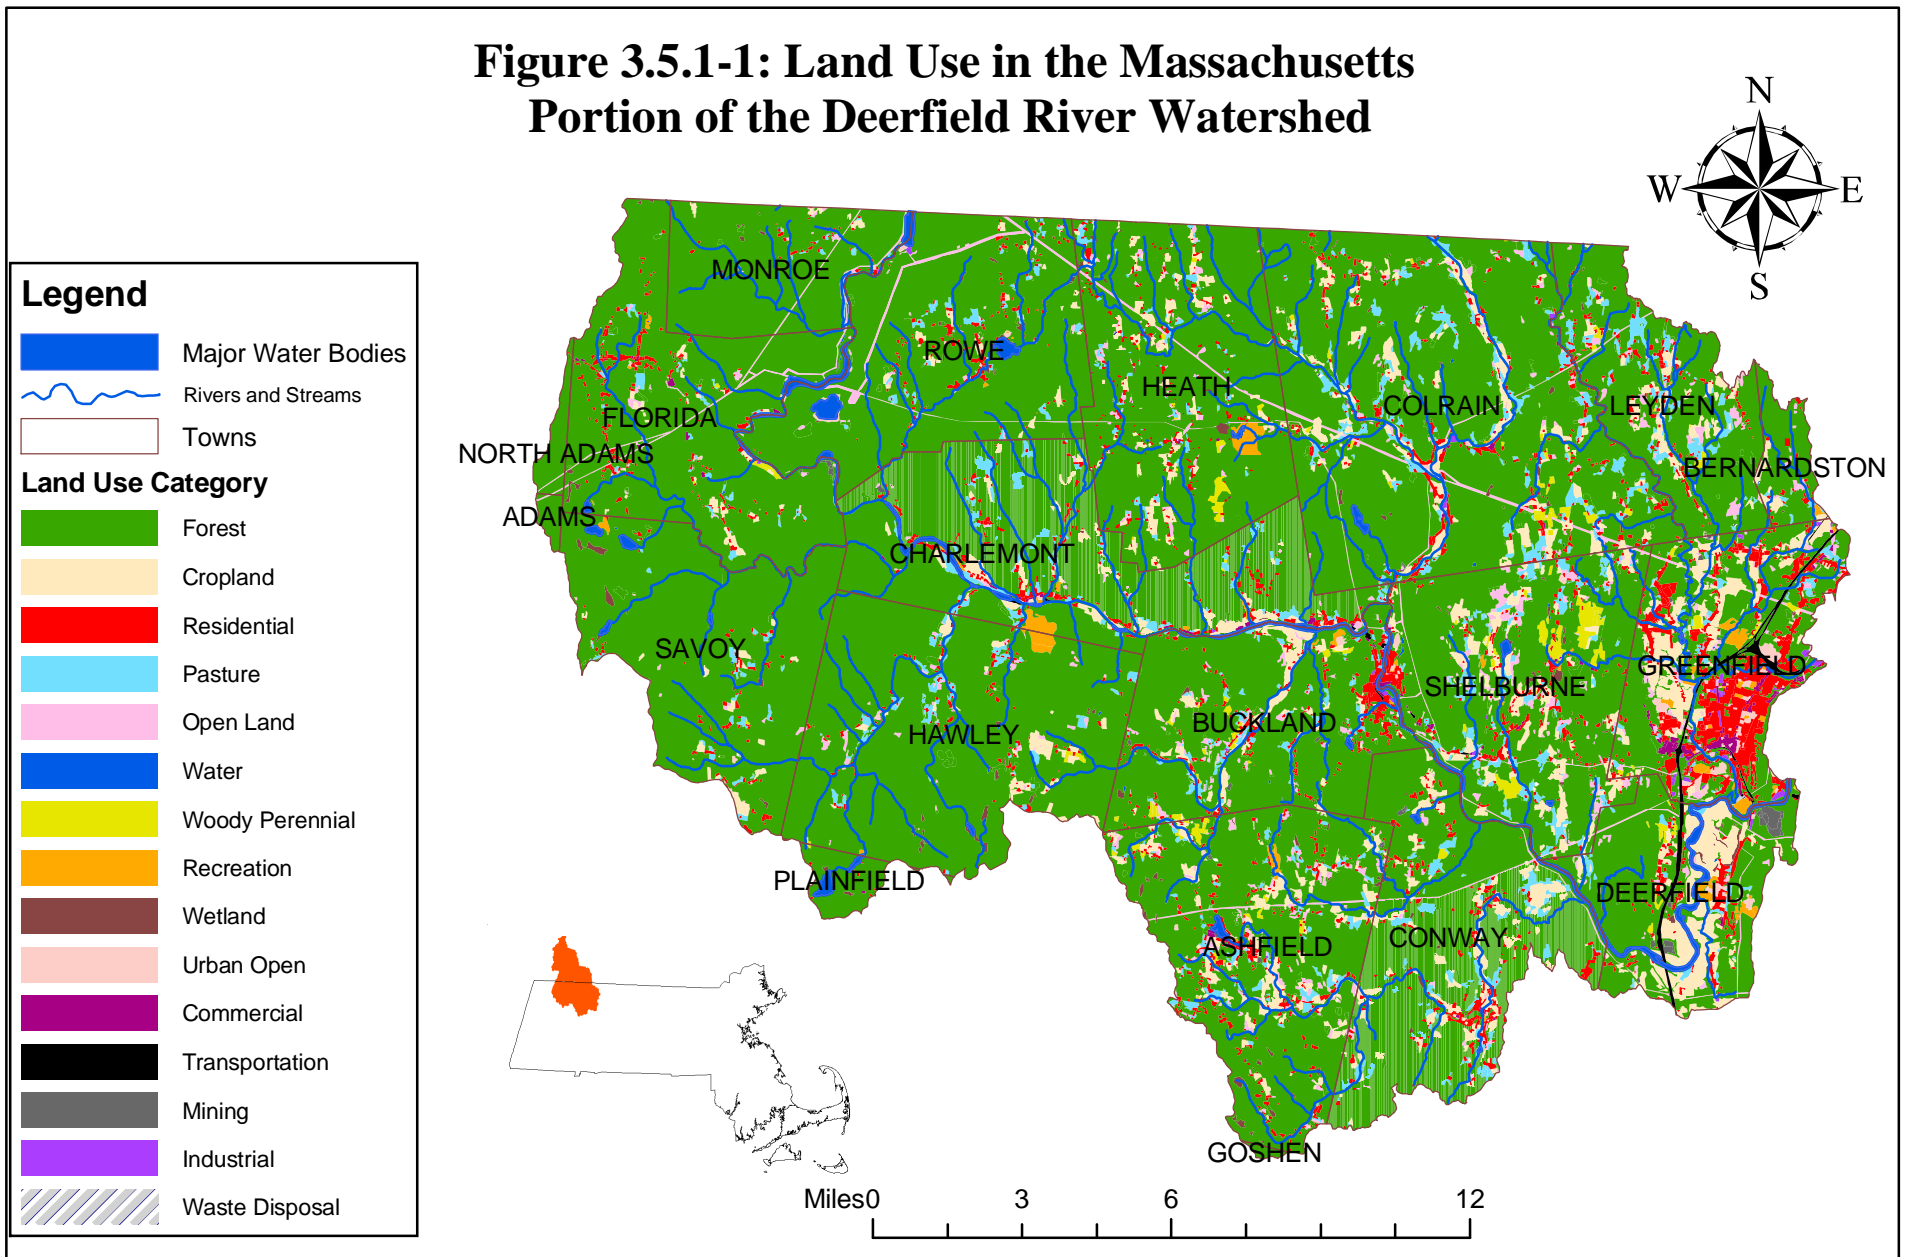 Figure 3.5.1-1: Land Use in the Massachusetts
Portion of the Deerfield River Watershed
N
W
E
S
Legend
Major Water Bodies
Rivers and Streams
Towns
Land Use Category
Forest
Cropland
Residential
Pasture
Open Land
Water
Woody Perennial
Recreation
Wetland
Urban Open
Commercial
Transportation
Mining
Industrial
Waste Disposal
MONROE
ROWE
HEATH
COLRAIN
LEYDEN
FLORIDA
NORTH ADAMS
BERNARDSTON
ADAMS
CHARLEMONT
SAVOY
GREENFIELD
SHELBURNE
BUCKLAND
HAWLEY
PLAINFIELD
DEERFIELD
ASHFIELD
CONWAY
GOSHEN
Miles0 3 6 12